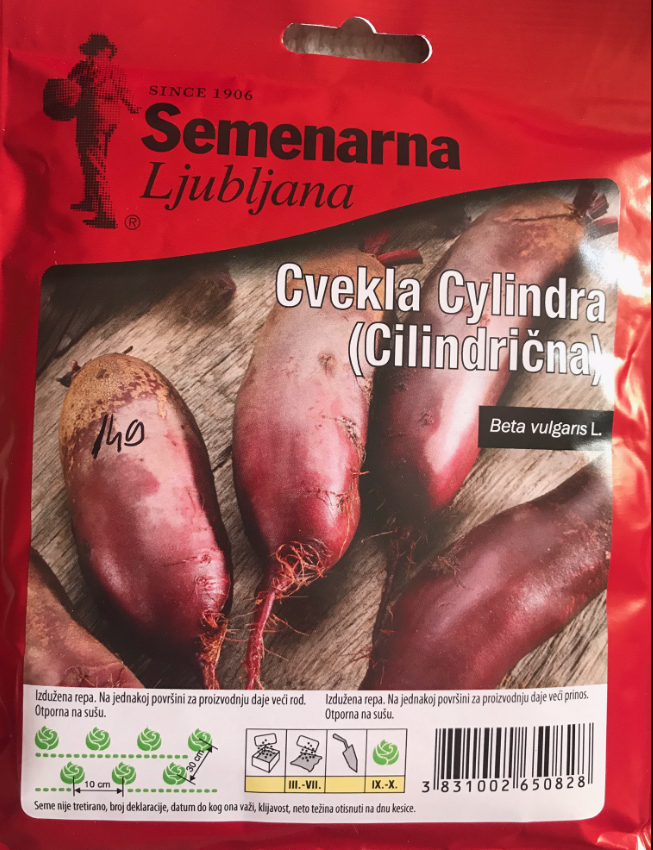 SINCE 1906
Semenarna
Ljubljana
®
Cvekla Cylindra
(Cilindrična)
Beta vulgaris L.
140
Izdužena repa. Na jednakoj površini za proizvodnju daje veći rod.
Otporna na sušu.
Izdužena repa. Na jednakoj površini za proizvodnju daje veći prinos.
Otporna na sušu.
30 cm
10 cm
III.-VII.
IX.-X.
3 831002 650828
Seme nije tretirano, broj deklaracije, datum do kog ona važi, klijavost, neto težina otisnuti na dnu kesice.